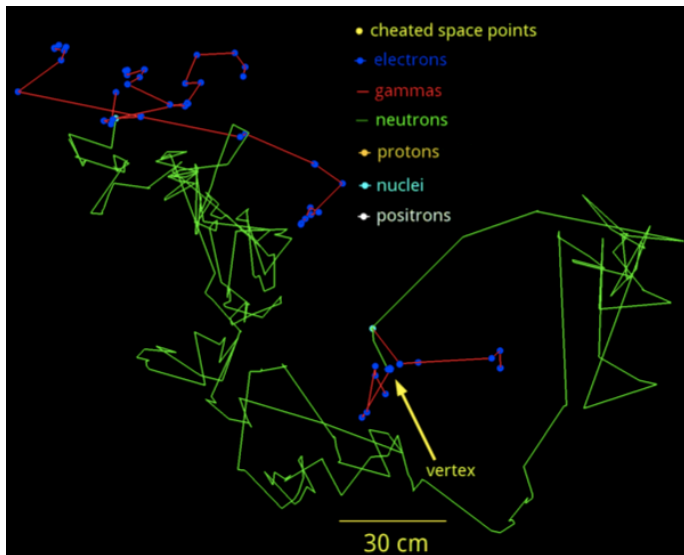 cheated space points
electrons
gammas
neutrons
protons
nuclei
positrons
vertex
30 cm